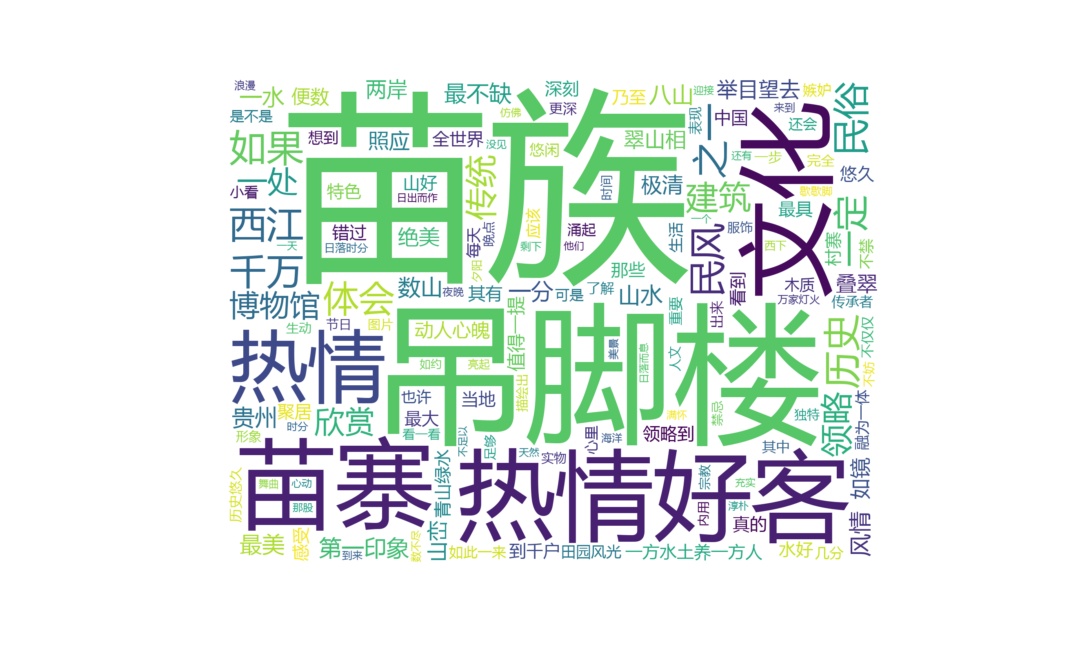 浪漫
一水
便数
两岸
最不缺
深刻
乃至
八山
迎接
举目望去
嫉妒
是不是
想到
照应
全世界
没见
仿佛
更深
悠闲
翠山相
表现
中国
来到
还会
民俗
苗族
文化
如果
一处
小看
特色
山好
日出而作
传统
时间
极清
之一
还有
一步
完全
悠久
建筑
最具
一定
西江
错过
日落时分
绝美
每天
晚点
应该
涌起
他们
剩下
生活
民风
一个
服饰
西下
村寨
不禁
一天
千万
夕阳
那些
看到
木质
叠翠
博物馆
体会
数山
夜晚
其有
一分
可是
了解
山水
重要
出来
万家灯火
传承者
生动
节日
图片
动人心魄
值得一提
吊脚楼
美景
日落而息
人文
历史
不仅仅
不妨
热情
如约
亮起
描绘出
贵州
聚居
时分
欣赏
也许
最大
当地
看一看
满怀
禁忌
独特
领略
融为一体
形象
不足以
足够
天然
海洋
心里
领略到
其中
苗寨
热情好客
历史悠久
心动
那股
青山绿水
实物
宗教
内用
充实
淳朴
真的
如镜
风情
最美
感受
第一印象
到来
数不尽
山峦
如此一来
到千户
田园风光
一方水土养一方人
水好
几分